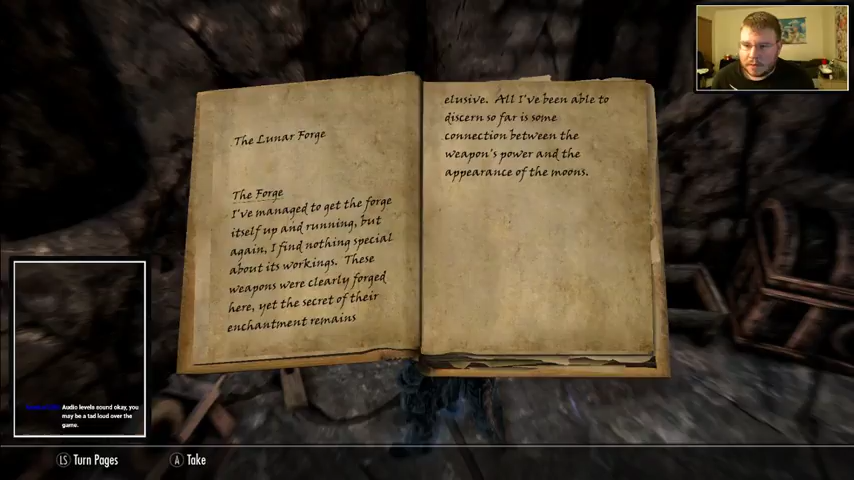 The Lunar Forge
The Forge
I've managed to get the forge
itself up and running, but
again, I find nothing special
about its workings. These
weapons were clearly forged
here, yet the secret of their
enchantment remains
elusive. All I've been able to
discern so far is some
connection between the
weapon's power and the
appearance of the moons.
Audio levels sound okay, you
may be a tad loud over the
game.
LS Turn Pages
A Take